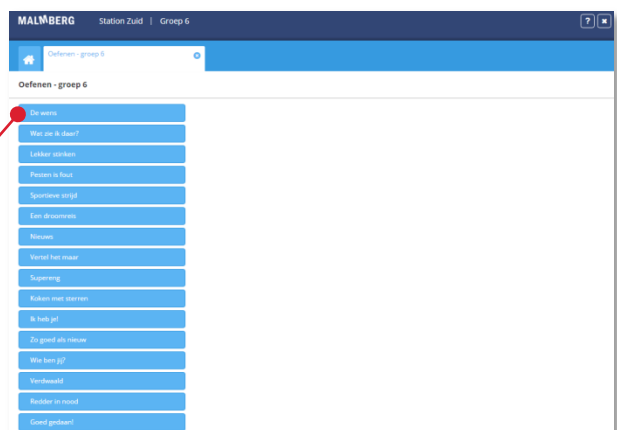 MALMBERG Station Zuid | Groep 6 ?
Oefenen - groep 6
Oefenen - groep 6
De wens
Wat zie ik daar?
Lekker stinken
Pesten is fout
Sportieve strijd
Een droomreis
Nieuws
Vertel het maar
Supereng
Koken met sterren
Ik heb je!
Zo goed als nieuw
Wie ben jij?
Verdwaald
Redder in nood
Goed gedaan!